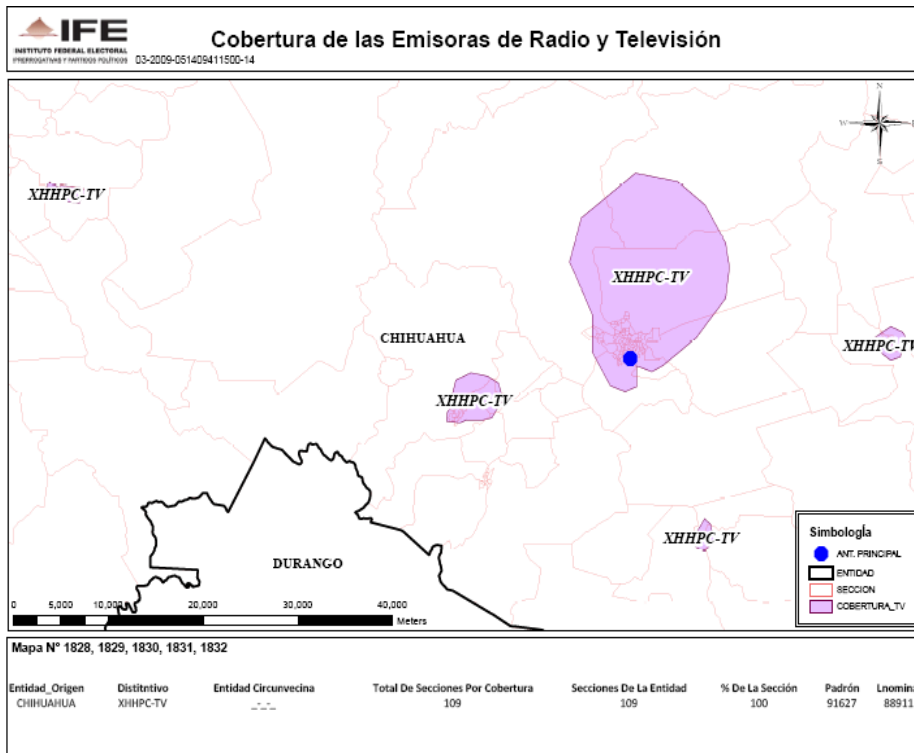 IFE
INSTITUTO FEDERAL ELECTORAL
PRERROGATIVAS Y PARTIDOS POLÍTICOS
03-2009-051409411500-14
Cobertura de las Emisoras de Radio y Televisión
N
W
S
XHHPC-TV
XHHPC-TV
CHIHUAHUA
XHHPC-TV
XHHPC-TV
XHHPC-TV
DURANGO
0 5,000 10,000 20,000 30,000 40,000
Meters
Simbología
ANT. PRINCIPAL
ENTIDAD
SECCION
COBERTURA_TV
Mapa N° 1828, 1829, 1830, 1831, 1832
Entidad_Origen Distitntivo Entidad Circunvecina Total De Secciones Por Cobertura Secciones De La Entidad % De La Sección Padrón Lnomina
CHIHUAHUA XHHPC-TV _-_-_ 109 109 100 91627 88911